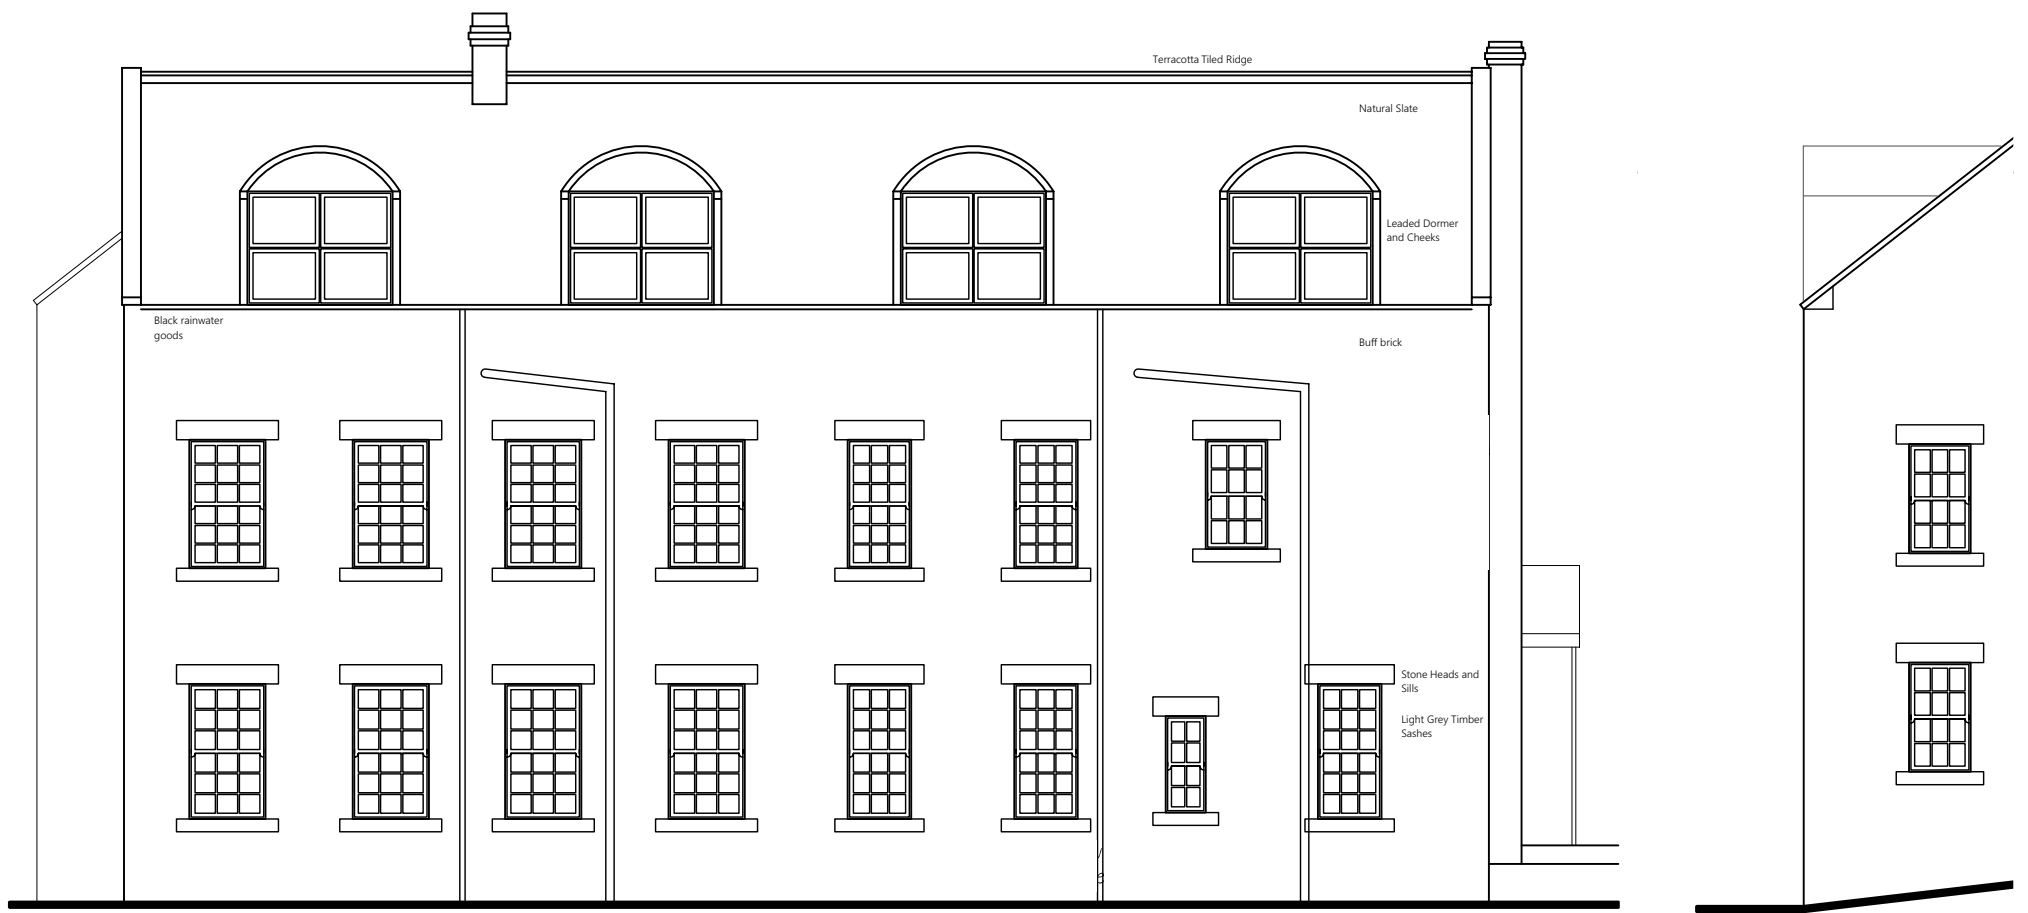 Terracotta Tiled Ridge
Natural Slate
Leaded Dormer
and Cheeks
Black rainwater
goods
Buff brick
Stone Heads and
Sills
Light Grey Timber
Sashes